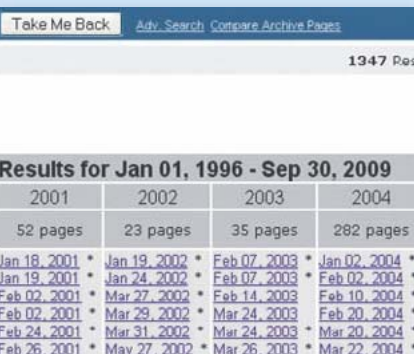 Take Me Back Adv. Search Compare Archive Pages
1347
Results for Jan 01, 1996 - Sep 30, 2009
2001 2002 2003 2004
52 pages 23 pages 35 pages 282 pages
Jan 18, 2001 * Jan 19, 2002 * Feb 07, 2003 * Jan 02, 2004 *
Jan 19, 2001 * Jan 24, 2002 * Feb 07, 2003 * Feb 02, 2004 *
Feb 02, 2001 * Mar 27, 2002 * Feb 14, 2003 Feb 10, 2004 *
Feb 02, 2001 * Mar 29, 2002 * Mar 24, 2003 Feb 20, 2004 *
Feb 24, 2001 * Mar 31, 2002 * Mar 24, 2003 * Mar 20, 2004 *
Feb 26, 2001 * May 27, 2002 * Mar 26, 2003 * Mar 22, 2004 *